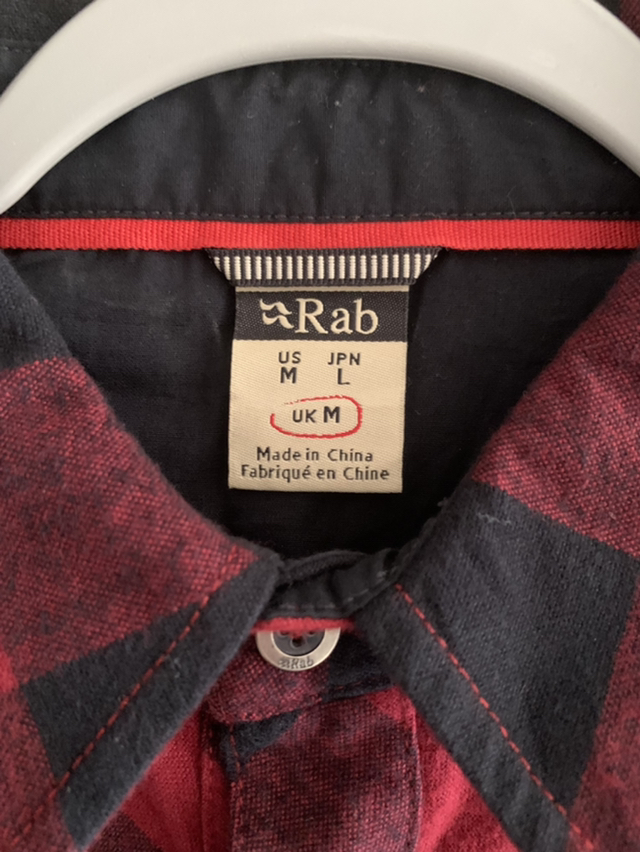 Rab
US JPN
M L
UK M
Made in China
Fabriqué en Chine
Rab